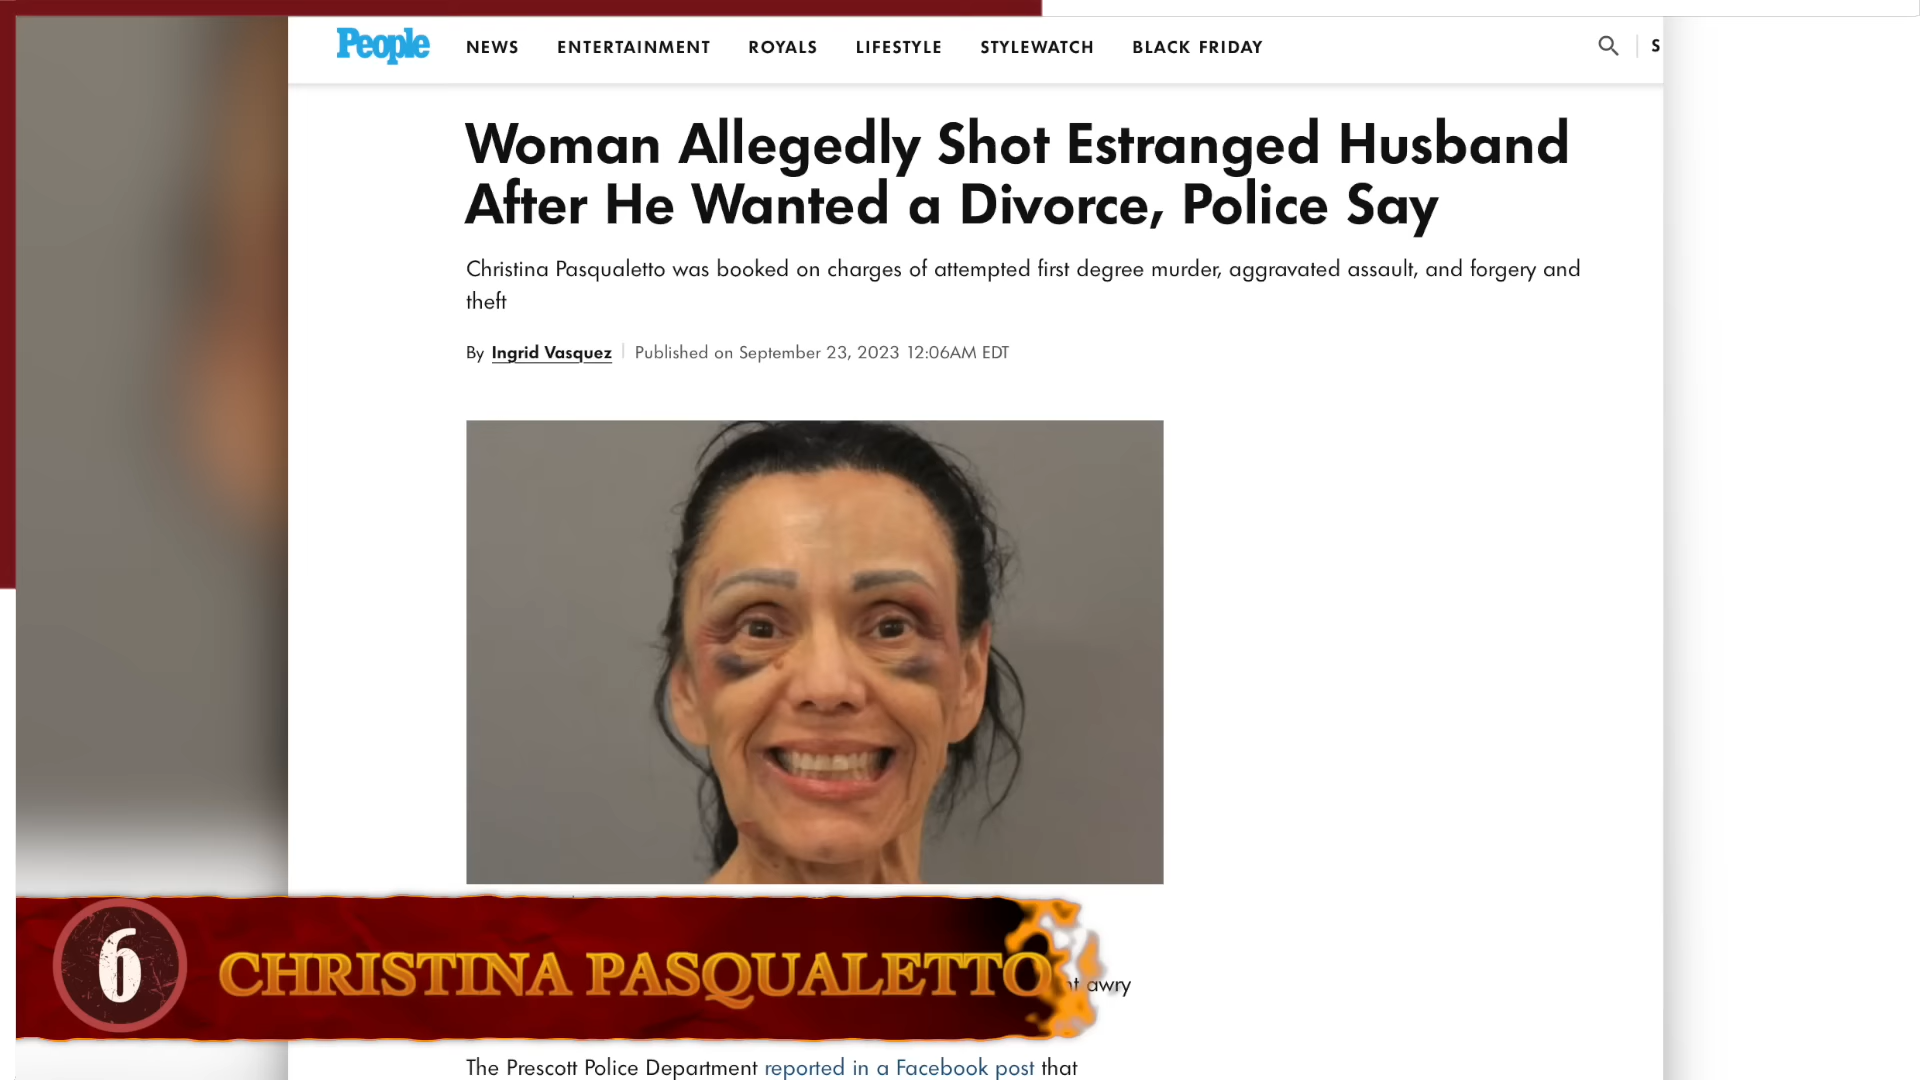 People NEWS ENTERTAINMENT ROYALS LIFESTYLE STYLEWATCH BLACK FRIDAY S
Woman Allegedly Shot Estranged Husband
After He Wanted a Divorce, Police Say
Christina Pasqualetto was booked on charges of attempted first degree murder, aggravated assault, and forgery and
theft
By Ingrid Vasquez Published on September 23, 2023 12:06AM EDT
6 CHRISTINA PASQUALETTO
awry
The Prescott Police Department reported in a Facebook post that